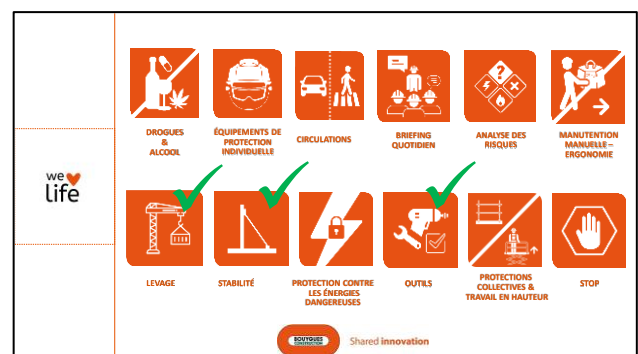 DROGUES
&
ALCOOL
ÉQUIPEMENTS DE
PROTECTION
INDIVIDUELLE
CIRCULATIONS
BRIEFING
QUOTIDIEN
ANALYSE DES
RISQUES
MANUTENTION
MANUELLE –
ERGONOMIE
we
life
LEVAGE
STABILITÉ
PROTECTION CONTRE
LES ÉNERGIES
DANGEREUSES
OUTILS
PROTECTIONS
COLLECTIVES &
TRAVAIL EN HAUTEUR
STOP
BOUYGUES
CONSTRUCTION
Shared innovation